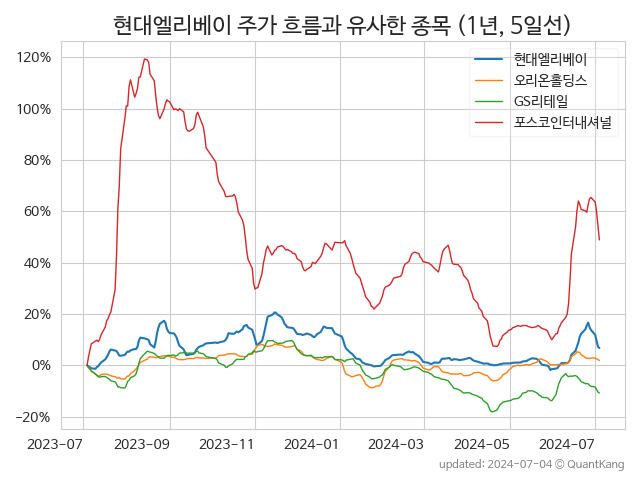 현대엘리베이 주가 흐름과 유사한 종목 (1년, 5일선)
120%
100%
80%
60%
40%
20%
0%
−20%
현대엘리베이
오리온홀딩스
GS리테일
포스코인터내셔널
2023-07 2023-09 2023-11 2024-01 2024-03 2024-05 2024-07
updated: 2024-07-04 © QuantKang